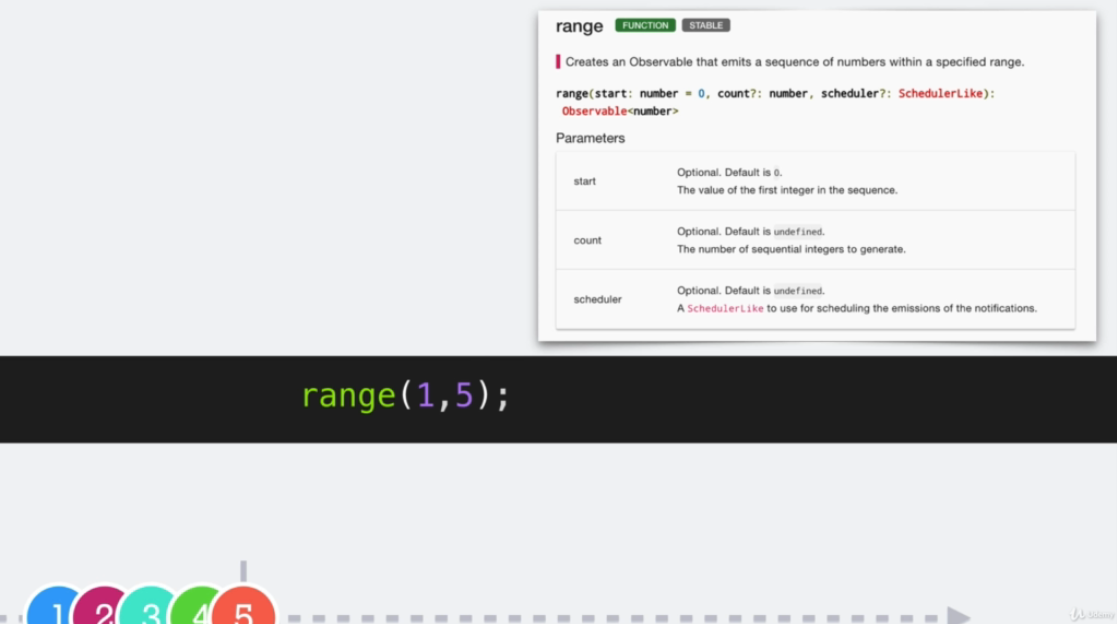 range FUNCTION STABLE
Creates an Observable that emits a sequence of numbers within a specified range.
range(start: number = 0, count?: number, scheduler?: SchedulerLike):
Observable<number>
Parameters
start
Optional. Default is 0.
The value of the first integer in the sequence.
count
Optional. Default is undefined.
The number of sequential integers to generate.
scheduler
Optional. Default is undefined.
A SchedulerLike to use for scheduling the emissions of the notifications.
range(1,5);
1 2 3 4 5
Udemy